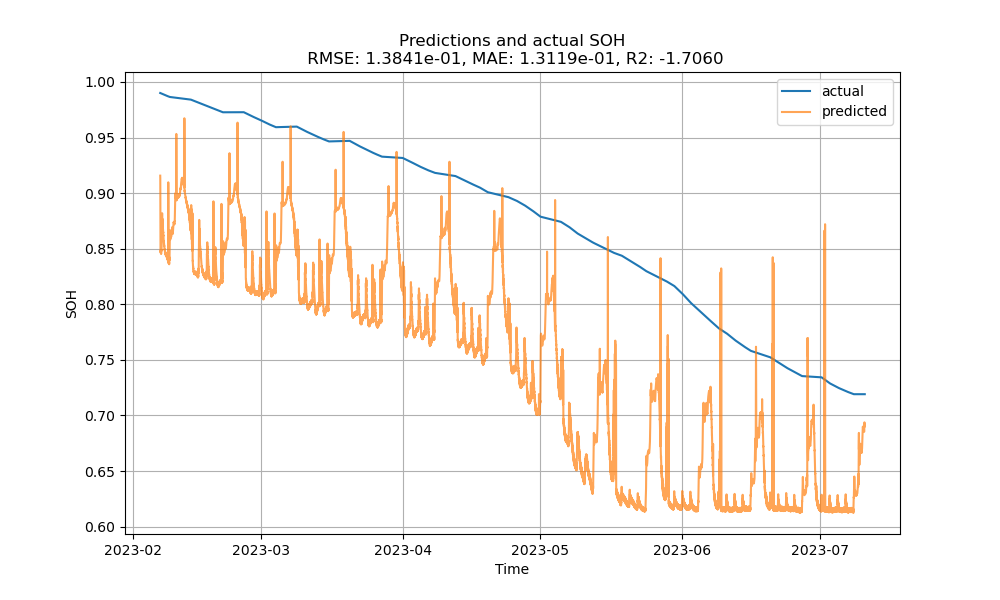 Predictions and actual SOH
RMSE: 1.3841e-01, MAE: 1.3119e-01, R2: -1.7060
actual
predicted
1.00
0.95
0.90
0.85
0.80
0.75
0.70
0.65
0.60
SOH
2023-02
2023-03
2023-04
2023-05
2023-06
2023-07
Time